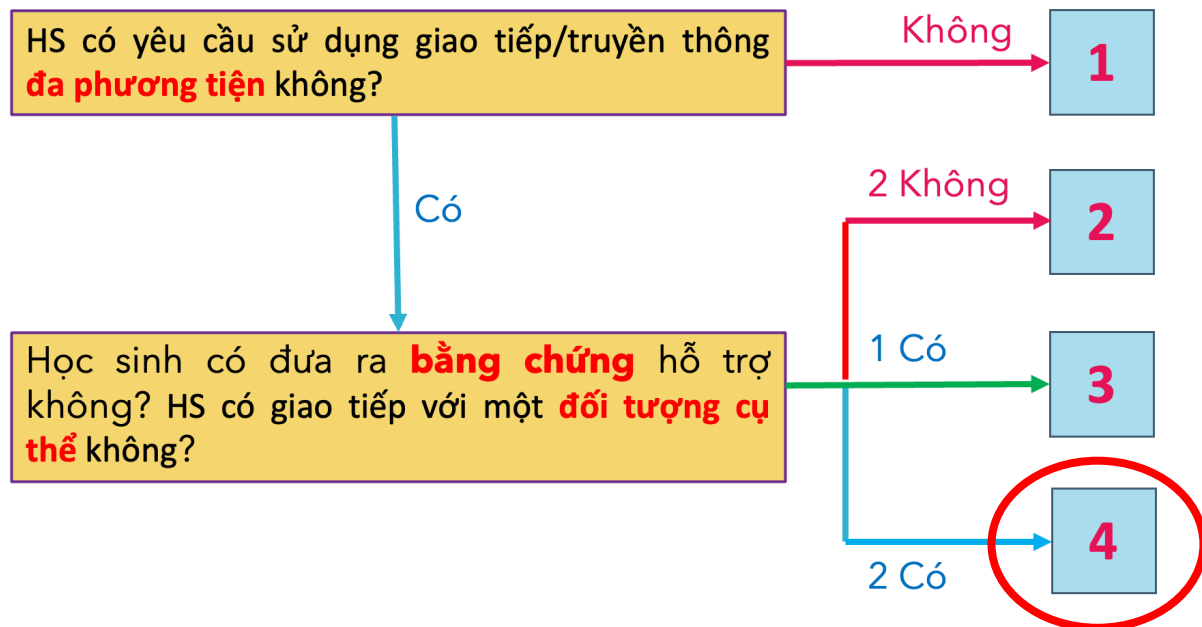 HS có yêu cầu sử dụng giao tiếp/truyền thông
đa phương tiện không?
Không
1
Có
2 Không
2
Học sinh có đưa ra bằng chứng hỗ trợ
không? HS có giao tiếp với một đối tượng cụ
thể không?
1 Có
3
2 Có
4